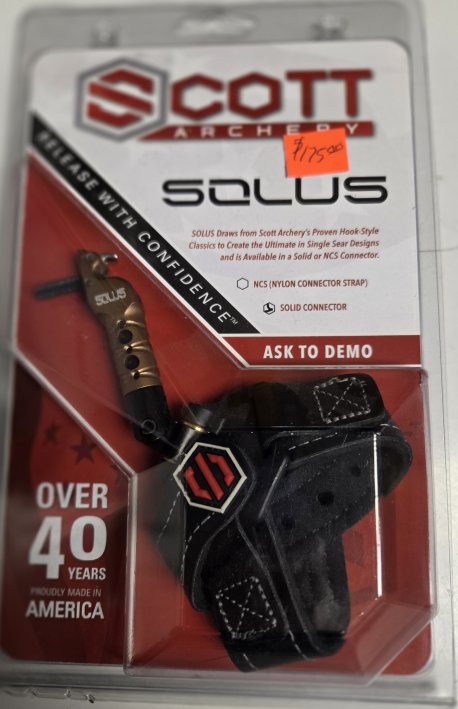 SCOTT
ARCHERY
$175.00
SOLUS
RELEASE WITH CONFIDENCE™
SOLUS Draws from Scott Archery's Proven Hook-Style
Classics to Create the Ultimate in Single Sear Designs
and is Available in a Solid or NCS Connector.
NCS (NYLON CONNECTOR STRAP)
SOLID CONNECTOR
ASK TO DEMO
SOLUS
OVER
40
YEARS
PROUDLY MADE IN
AMERICA